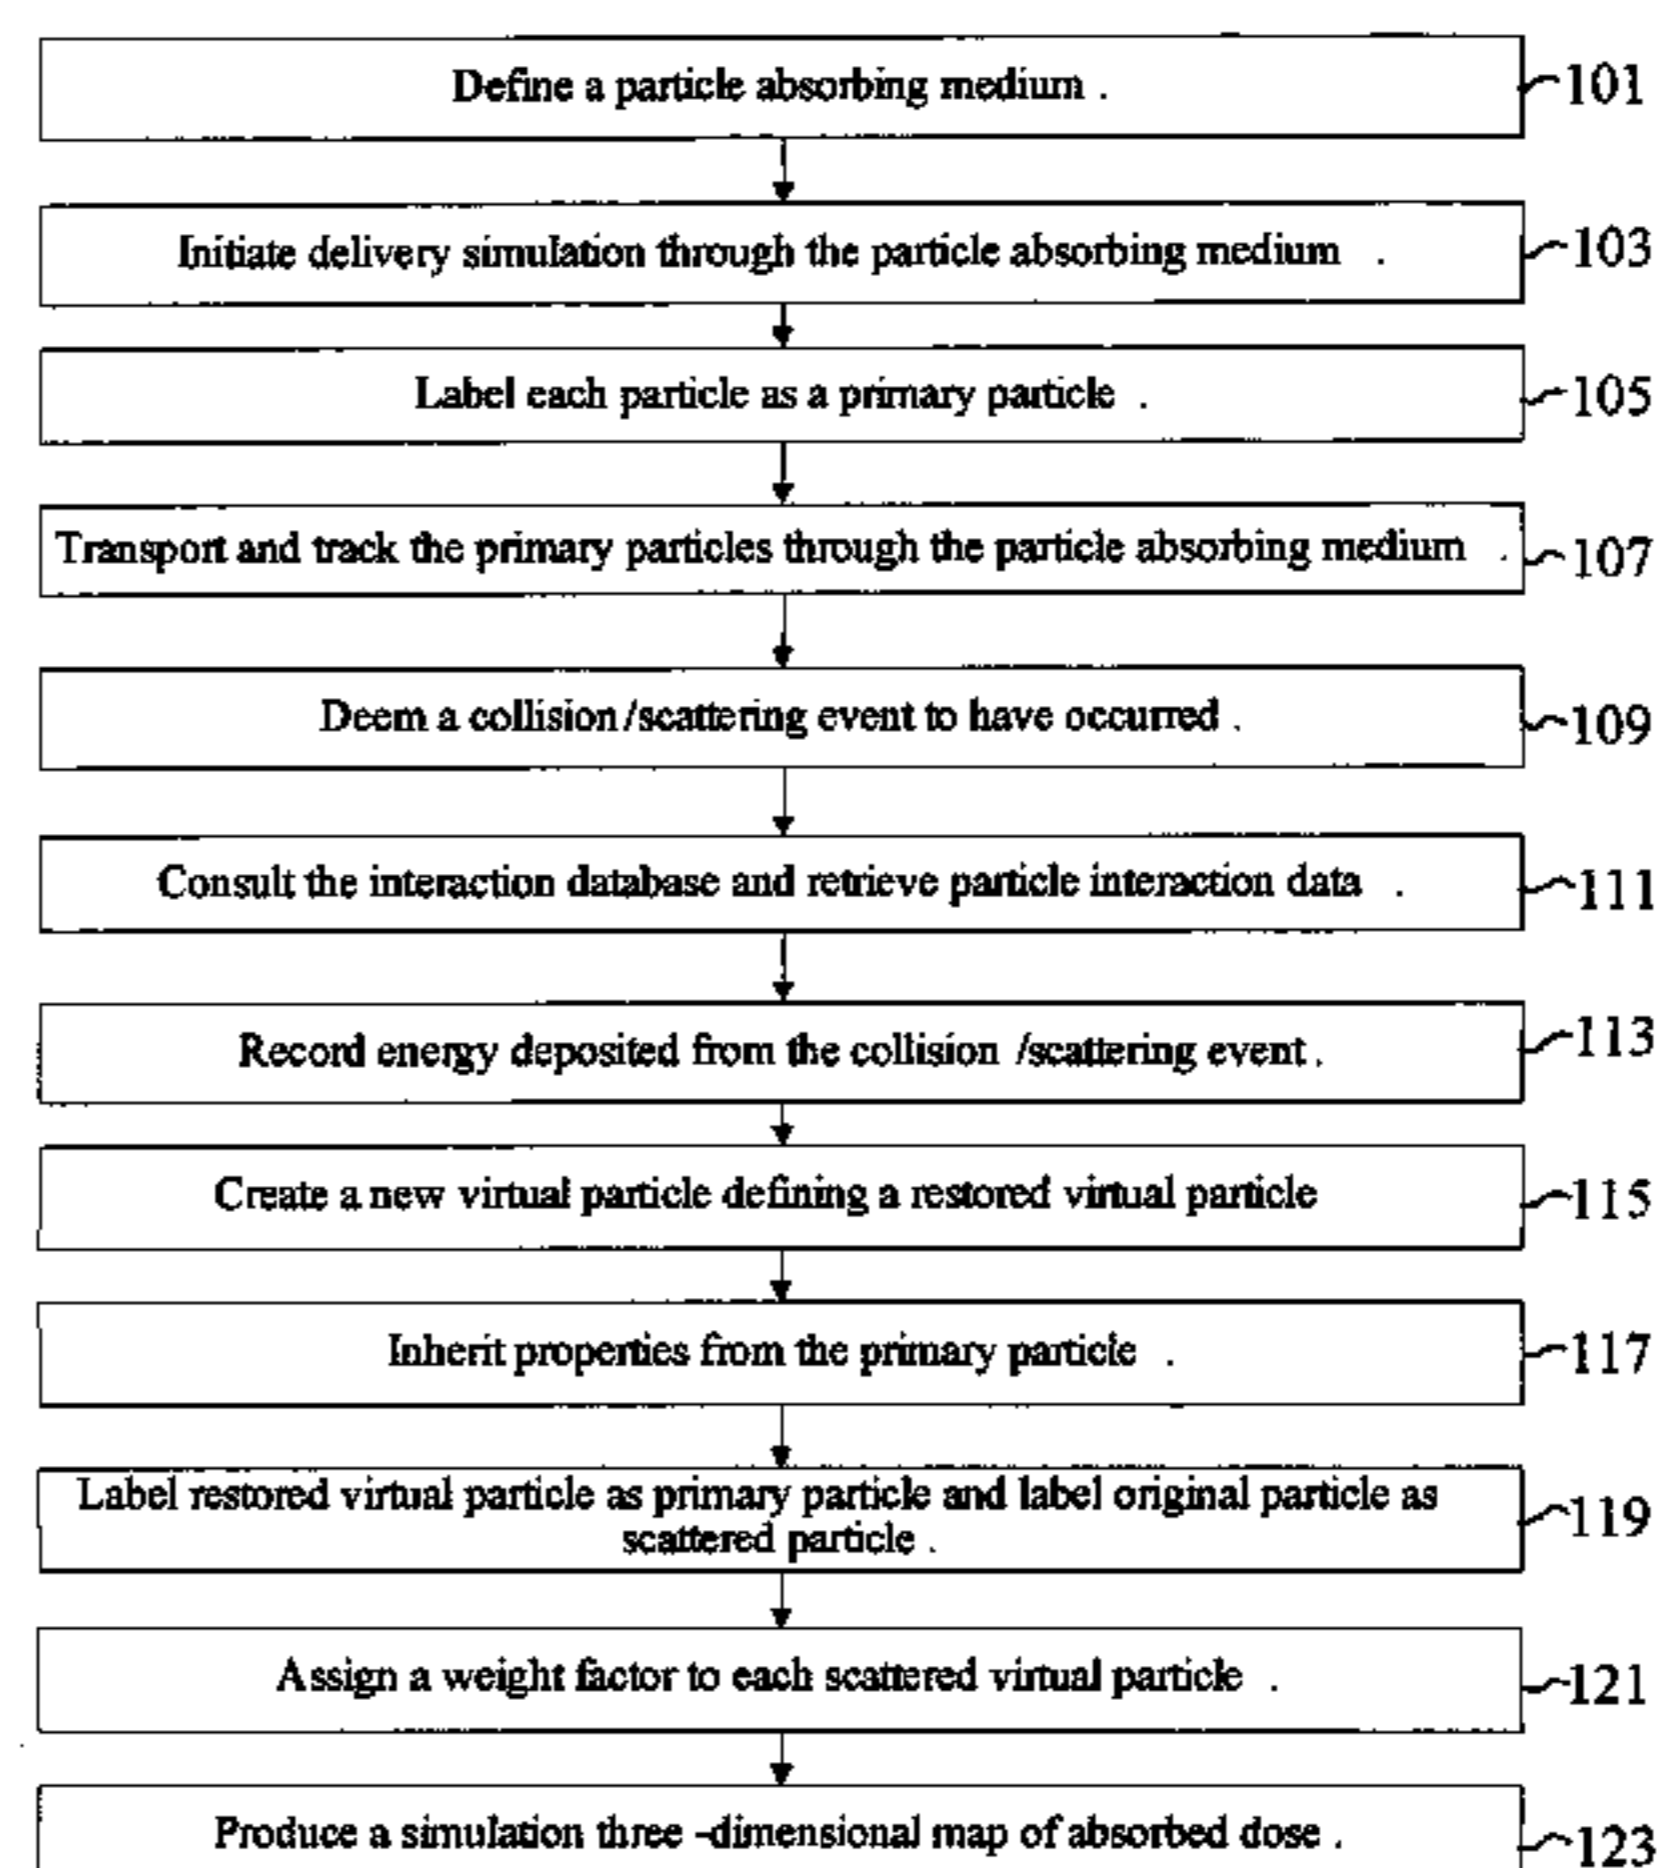 Define a particle absorbing medium .
101
Initiate delivery simulation through the particle absorbing medium .
103
Label each particle as a primary particle .
105
Transport and track the primary particles through the particle absorbing medium .
107
Deem a collision /scattering event to have occurred .
109
Consult the interaction database and retrieve particle interaction data .
111
Record energy deposited from the collision /scattering event .
113
Create a new virtual particle defining a restored virtual particle
115
Inherit properties from the primary particle .
117
Label restored virtual particle as primary particle and label original particle as
scattered particle .
119
Assign a weight factor to each scattered virtual particle .
121
Produce a simulation three -dimensional map of absorbed dose .
123